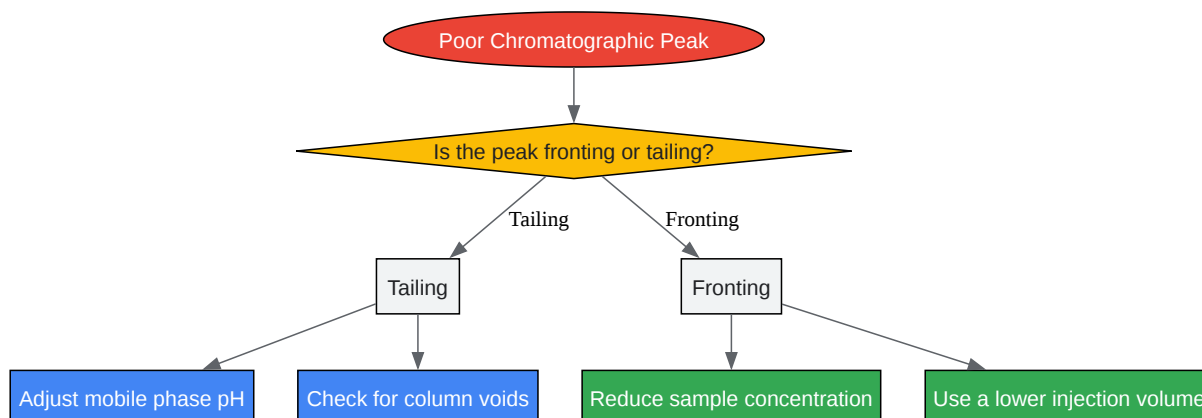 Poor Chromatographic Peak
Is the peak fronting or tailing?
Tailing
Fronting
Tailing
Fronting
Adjust mobile phase pH
Check for column voids
Reduce sample concentration
Use a lower injection volume